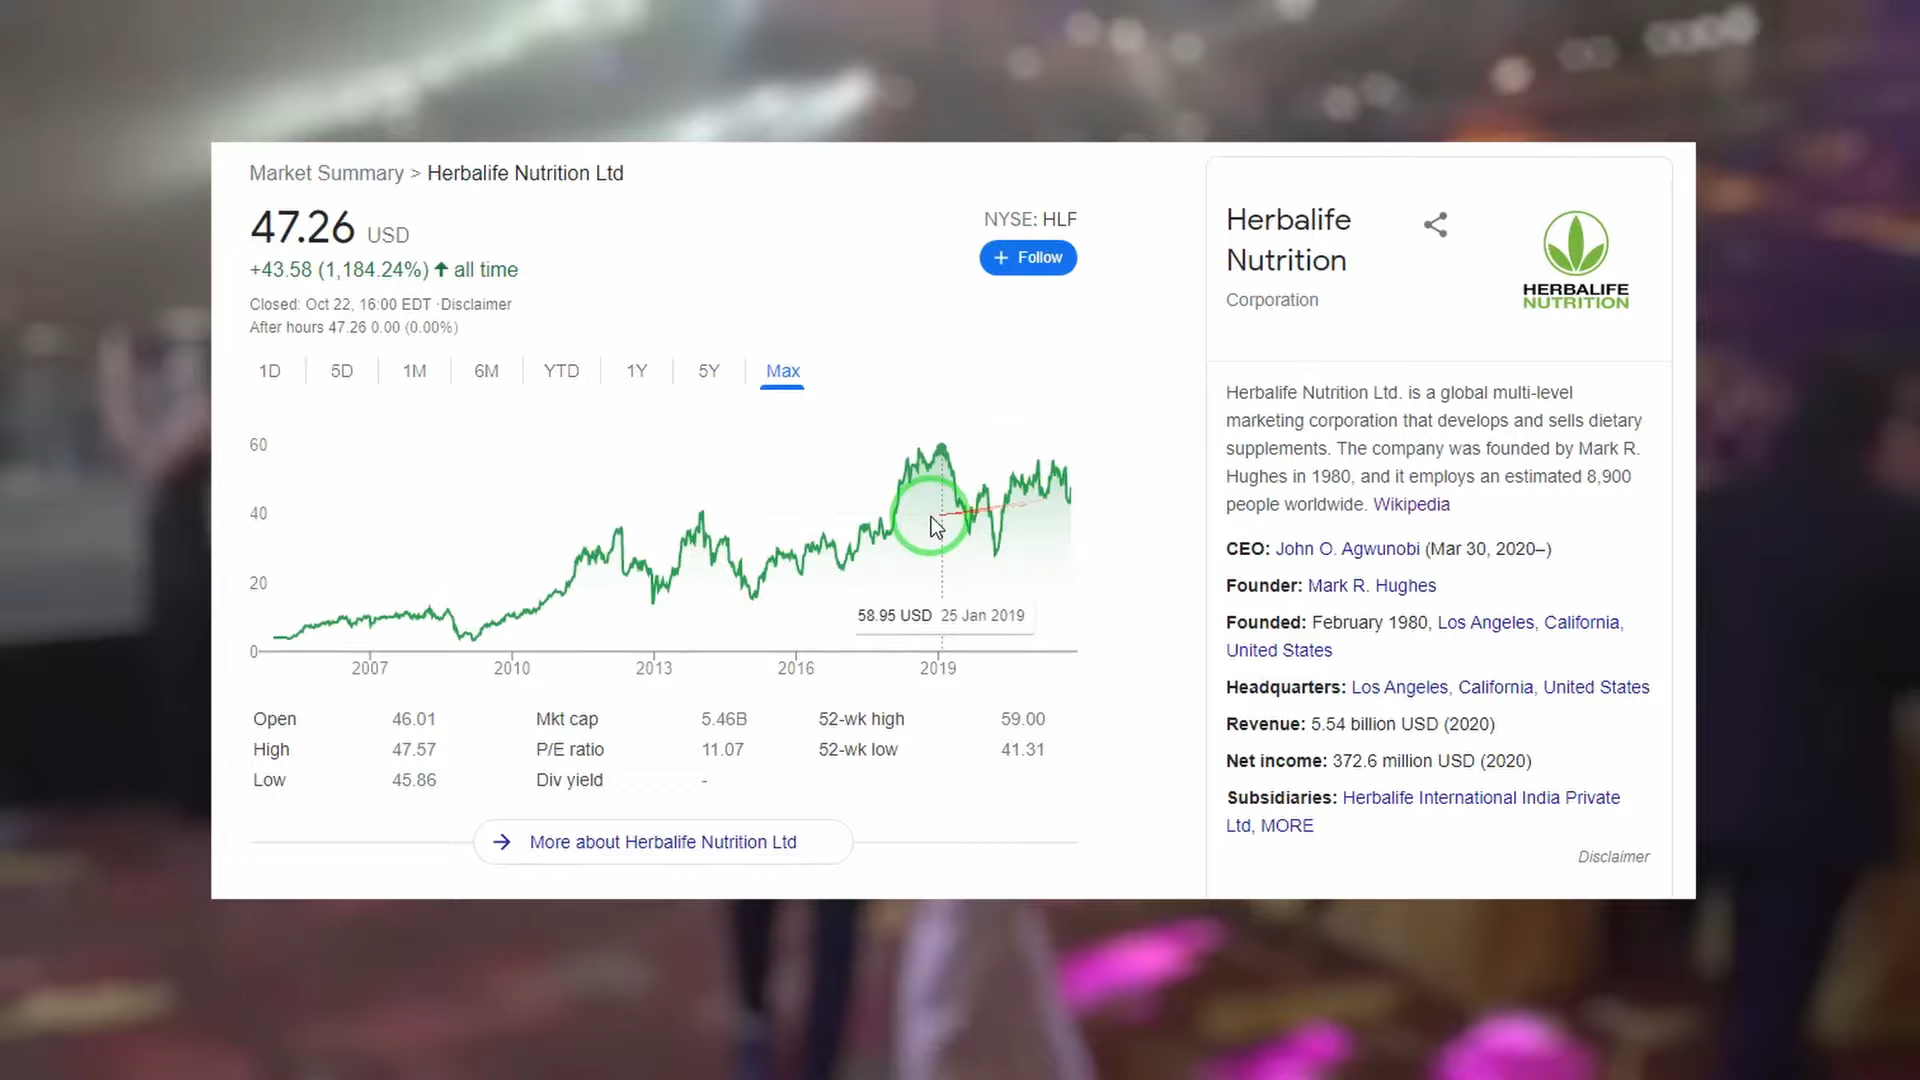 Market Summary > Herbalife Nutrition Ltd
47.26 USD
NYSE: HLF
+43.58 (1,184.24%) ↑ all time
+ Follow
Closed: Oct 22, 16:00 EDT · Disclaimer
After hours 47.26 0.00 (0.00%)
1D 5D 1M 6M YTD 1Y 5Y Max
60
40
20
0
58.95 USD 25 Jan 2019
2007 2010 2013 2016 2019
Open 46.01 Mkt cap 5.46B 52-wk high 59.00
High 47.57 P/E ratio 11.07 52-wk low 41.31
Low 45.86 Div yield -
→ More about Herbalife Nutrition Ltd
Herbalife
Nutrition
Corporation
HERBALIFE
NUTRITION
Herbalife Nutrition Ltd. is a global multi-level
marketing corporation that develops and sells dietary
supplements. The company was founded by Mark R.
Hughes in 1980, and it employs an estimated 8,900
people worldwide. Wikipedia
CEO: John O. Agwunobi (Mar 30, 2020–)
Founder: Mark R. Hughes
Founded: February 1980, Los Angeles, California,
United States
Headquarters: Los Angeles, California, United States
Revenue: 5.54 billion USD (2020)
Net income: 372.6 million USD (2020)
Subsidiaries: Herbalife International India Private
Ltd, MORE
Disclaimer